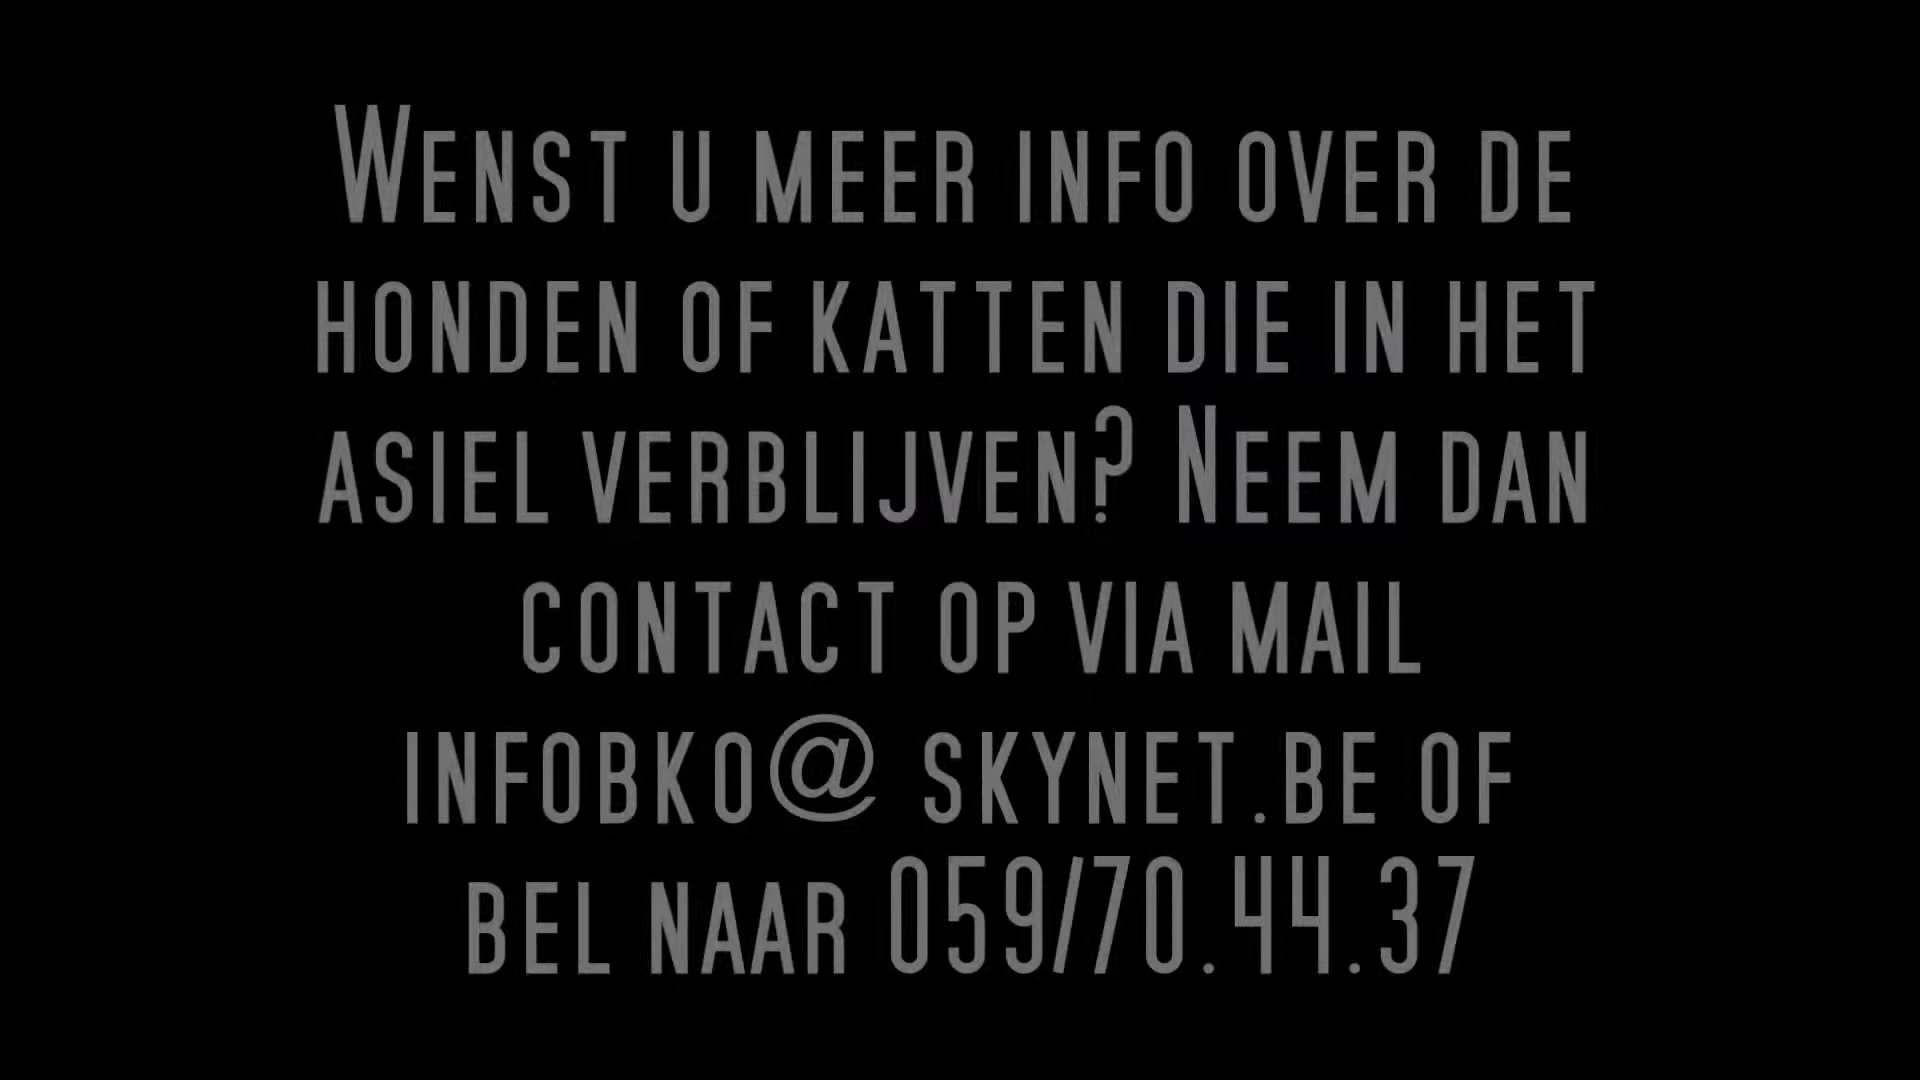 Wenst u meer info over de
honden of katten die in het
asiel verblijven? Neem dan
contact op via mail
infobko@ skynet.be of
bel naar 059/70.44.37